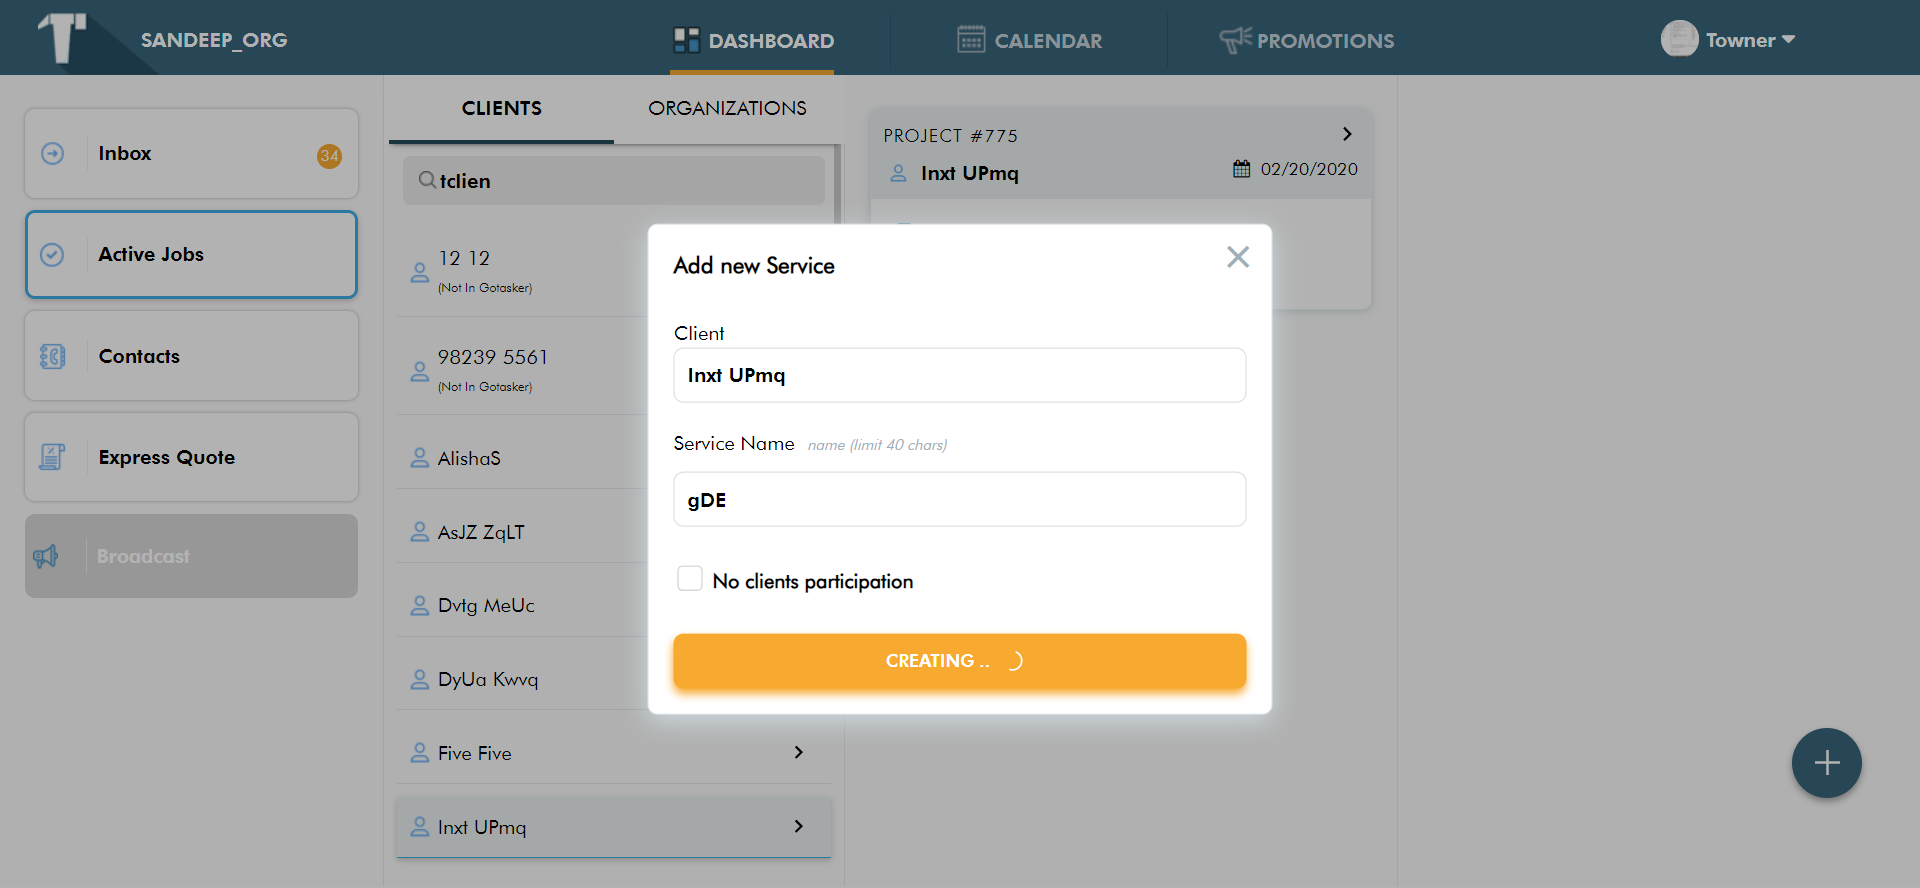 SANDEEP_ORG
DASHBOARD
CALENDAR
PROMOTIONS
Towner
Inbox
34
Active Jobs
Contacts
Express Quote
Broadcast
CLIENTS
ORGANIZATIONS
tclien
12 12
(Not In Gotasker)
98239 5561
(Not In Gotasker)
AlishaS
AsJZ ZqLT
Dvtg MeUc
DyUa Kwvq
Five Five
Inxt UPmq
PROJECT #775
Inxt UPmq
02/20/2020
Add new Service
Client
Inxt UPmq
Service Name name (limit 40 chars)
gDE
No clients participation
CREATING ..